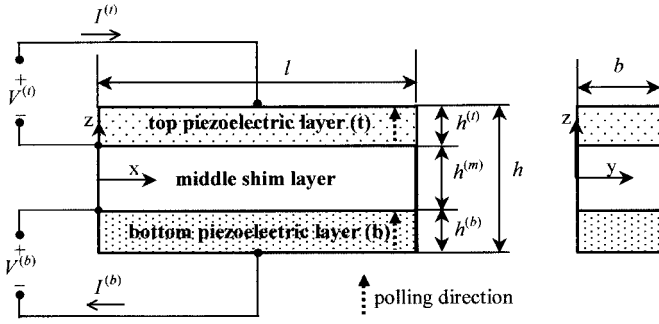 I^(t)
l
b
+
V^(t)
–
z
top piezoelectric layer (t)
h^(t)
z
x
middle shim layer
h^(m)
h
y
+
V^(b)
–
bottom piezoelectric layer (b)
h^(b)
I^(b)
polling direction